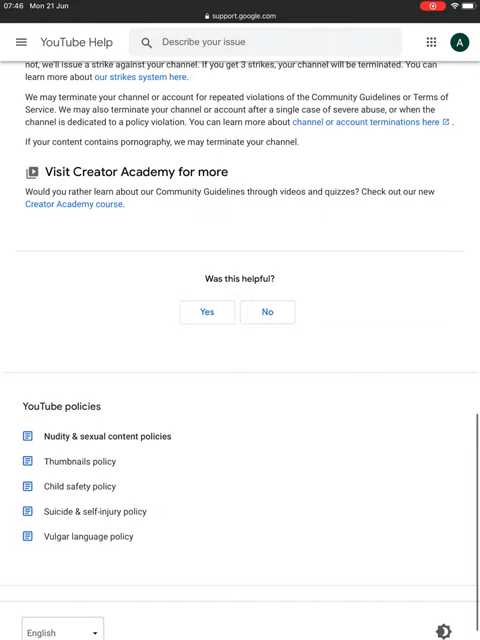 07:46 Mon 21 Jun
support.google.com
YouTube Help
Describe your issue
A
not, we'll issue a strike against your channel. If you get 3 strikes, your channel will be terminated. You can
learn more about our strikes system here.
We may terminate your channel or account for repeated violations of the Community Guidelines or Terms of
Service. We may also terminate your channel or account after a single case of severe abuse, or when the
channel is dedicated to a policy violation. You can learn more about channel or account terminations here .
If your content contains pornography, we may terminate your channel.
Visit Creator Academy for more
Would you rather learn about our Community Guidelines through videos and quizzes? Check out our new
Creator Academy course.
Was this helpful?
Yes
No
YouTube policies
Nudity & sexual content policies
Thumbnails policy
Child safety policy
Suicide & self-injury policy
Vulgar language policy
English